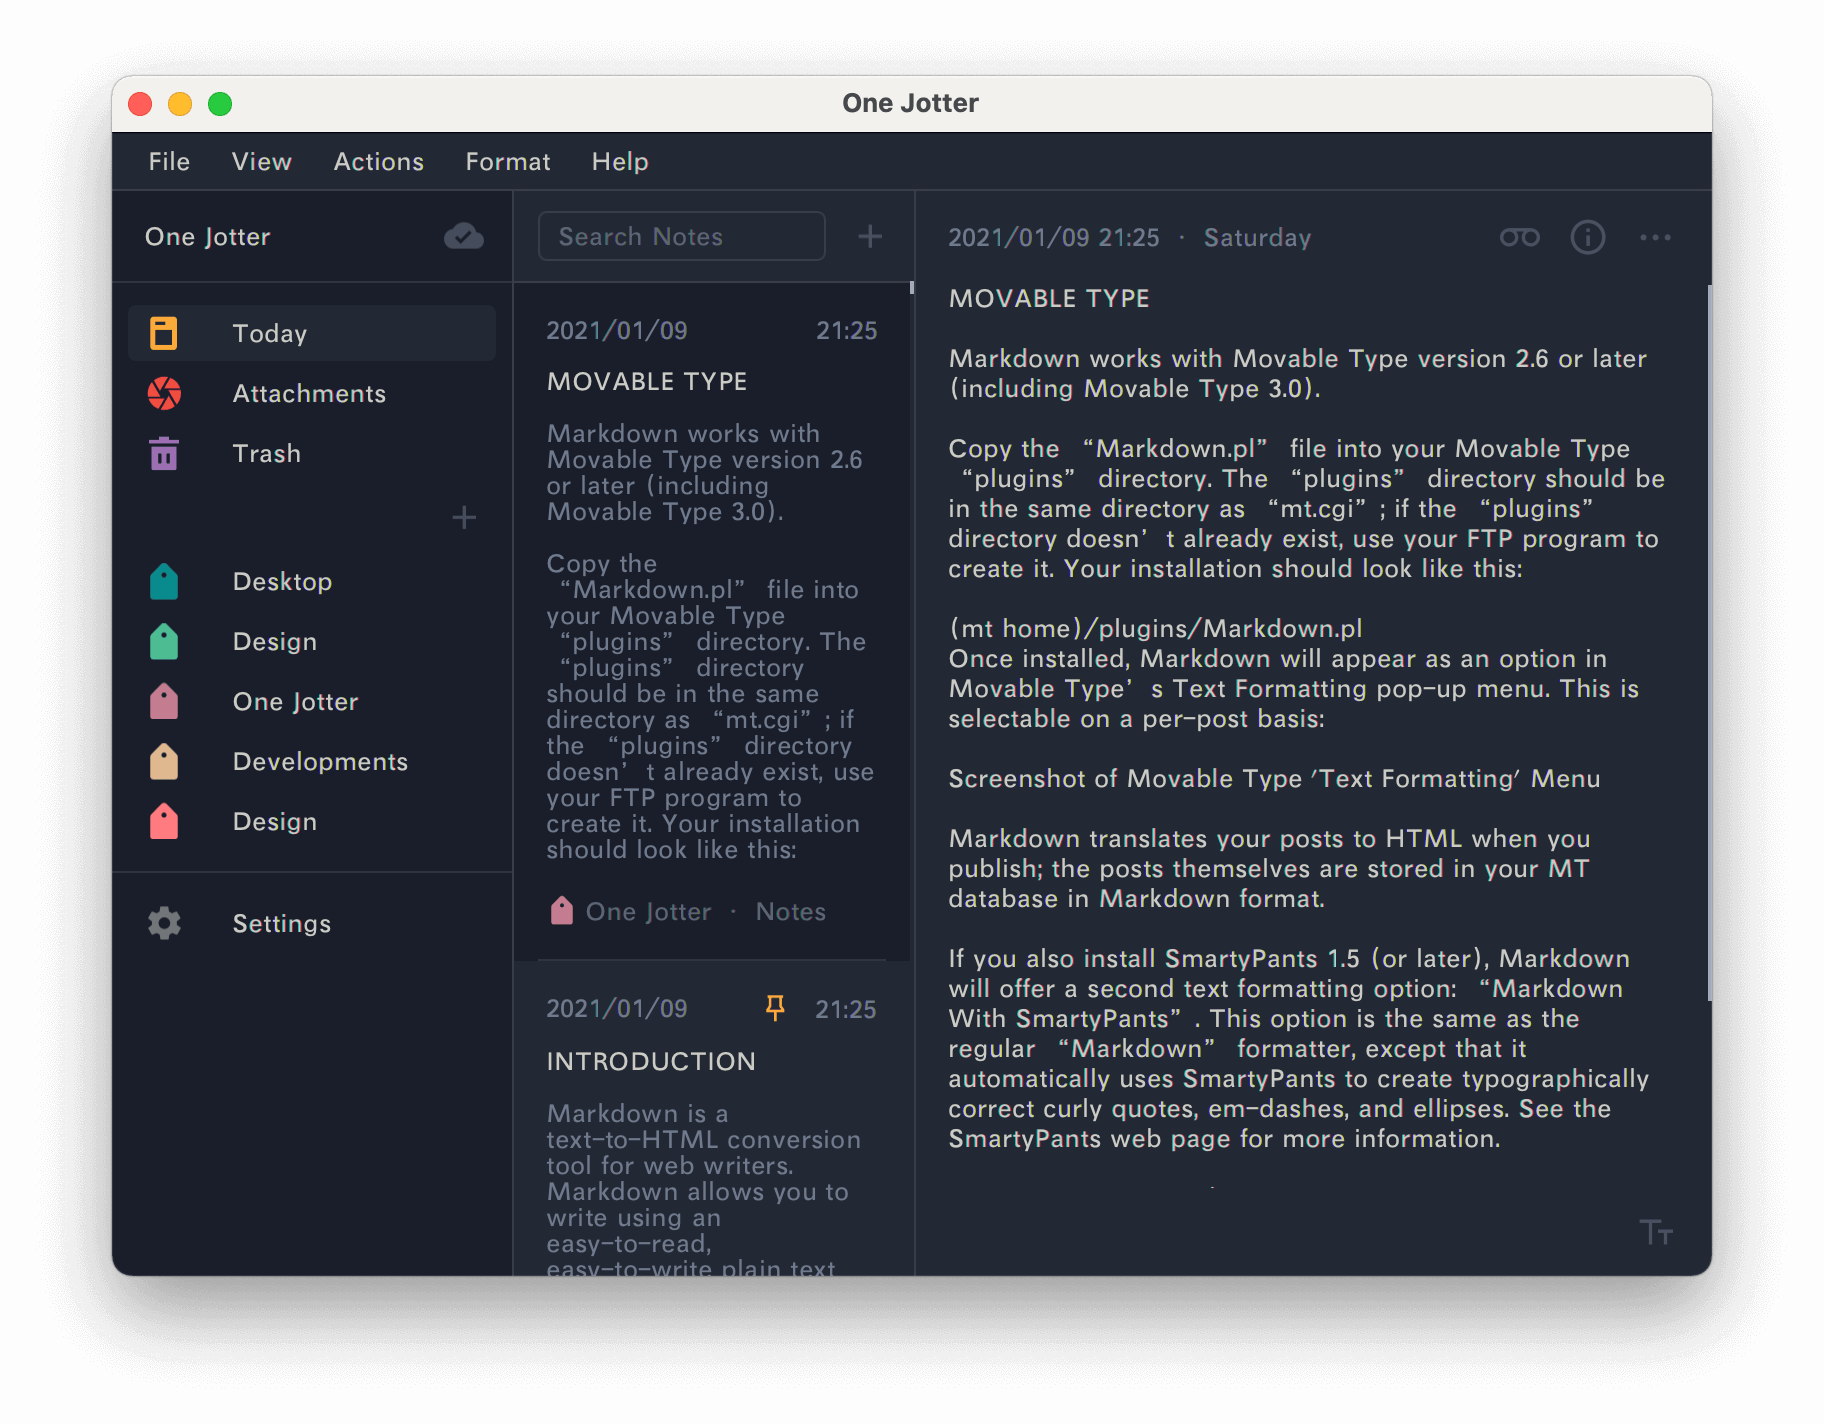 One Jotter
File View Actions Format Help
One Jotter
Today
Attachments
Trash
Desktop
Design
One Jotter
Developments
Design
Settings
Search Notes
2021/01/09 21:25
MOVABLE TYPE
Markdown works with
Movable Type version 2.6
or later (including
Movable Type 3.0).
Copy the
“Markdown.pl” file into
your Movable Type
“plugins” directory. The
“plugins” directory
should be in the same
directory as “mt.cgi”; if
the “plugins” directory
doesn’t already exist, use
your FTP program to
create it. Your installation
should look like this:
One Jotter · Notes
2021/01/09 21:25
INTRODUCTION
Markdown is a
text-to-HTML conversion
tool for web writers.
Markdown allows you to
write using an
easy-to-read,
easy-to-write plain text
2021/01/09 21:25 · Saturday
MOVABLE TYPE
Markdown works with Movable Type version 2.6 or later
(including Movable Type 3.0).
Copy the “Markdown.pl” file into your Movable Type
“plugins” directory. The “plugins” directory should be
in the same directory as “mt.cgi”; if the “plugins”
directory doesn’t already exist, use your FTP program to
create it. Your installation should look like this:
(mt home)/plugins/Markdown.pl
Once installed, Markdown will appear as an option in
Movable Type’s Text Formatting pop-up menu. This is
selectable on a per-post basis:
Screenshot of Movable Type 'Text Formatting' Menu
Markdown translates your posts to HTML when you
publish; the posts themselves are stored in your MT
database in Markdown format.
If you also install SmartyPants 1.5 (or later), Markdown
will offer a second text formatting option: “Markdown
With SmartyPants”. This option is the same as the
regular “Markdown” formatter, except that it
automatically uses SmartyPants to create typographically
correct curly quotes, em-dashes, and ellipses. See the
SmartyPants web page for more information.
TT